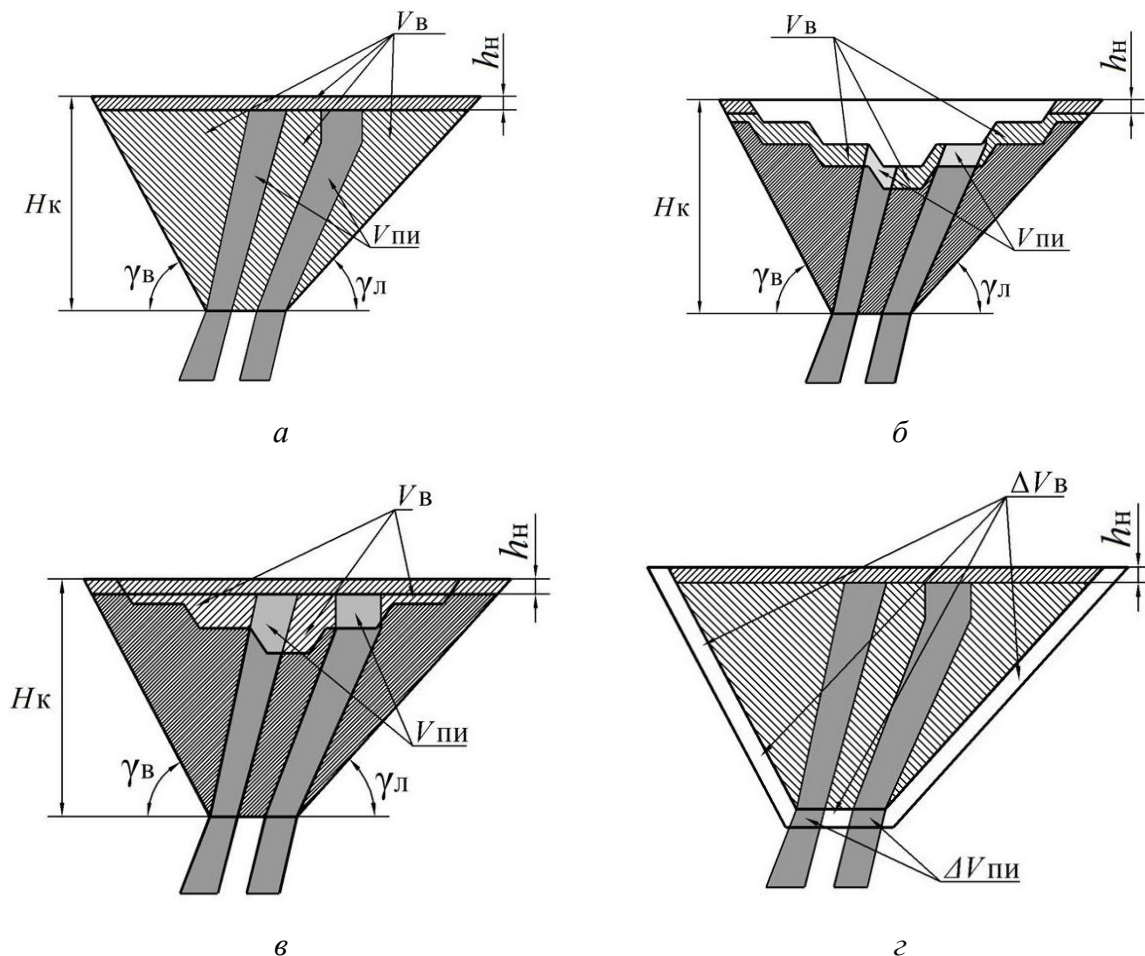 Vв
hн
Hк
Vпи
γв
γл
а
Vв
hн
Hк
Vпи
γв
γл
б
Vв
hн
Hк
Vпи
γв
γл
в
ΔVв
hн
ΔVпи
г